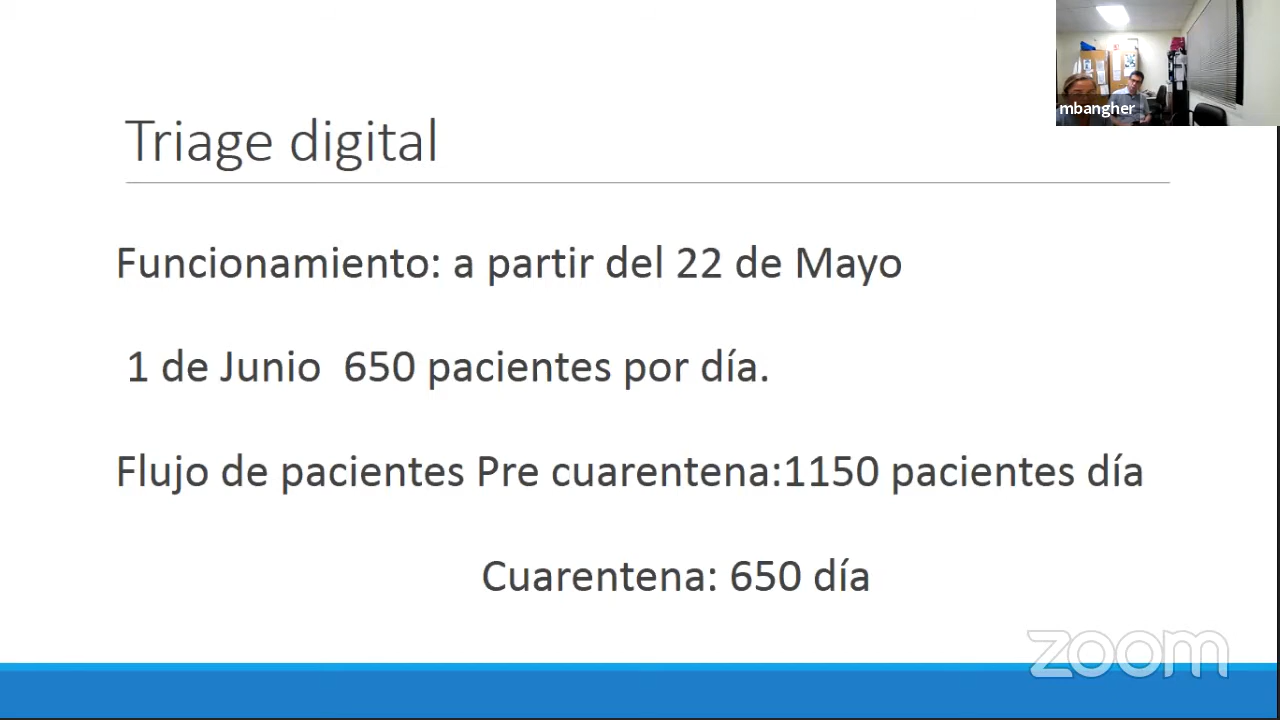 mbangher
Triage digital
Funcionamiento: a partir del 22 de Mayo
1 de Junio 650 pacientes por día.
Flujo de pacientes Pre cuarentena:1150 pacientes día
Cuarentena: 650 día
zoom